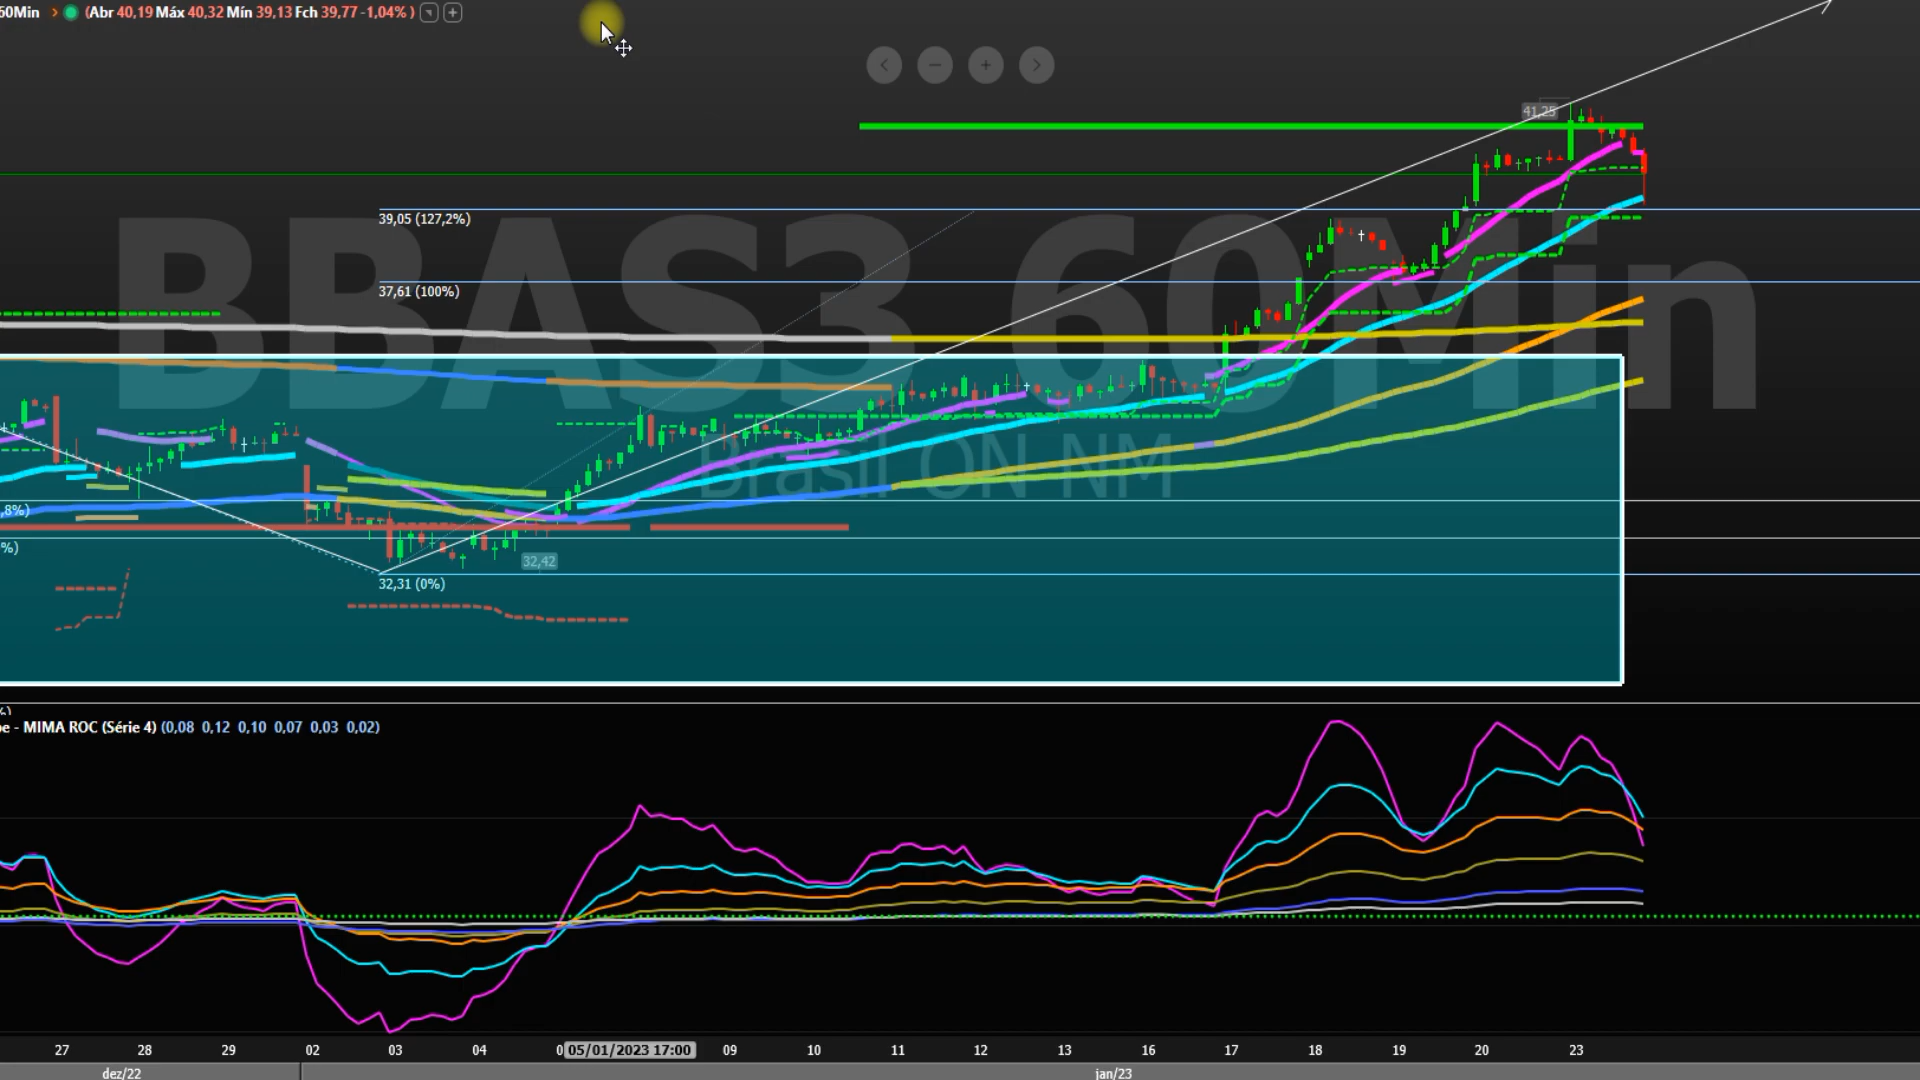 60Min (Abr 40,19 Máx 40,32 Mín 39,13 Fch 39,77 -1,04% )
41,25
39,05 (127,2%)
BBAS3 60Min
37,61 (100%)
Brasil ON NM
,8%)
%)
32,42
32,31 (0%)
- MIMA ROC (Série 4) (0,08 0,12 0,10 0,07 0,03 0,02)
27 28 29 02 03 04 05/01/2023 17:00 09 10 11 12 13 16 17 18 19 20 23
dez/22 jan/23